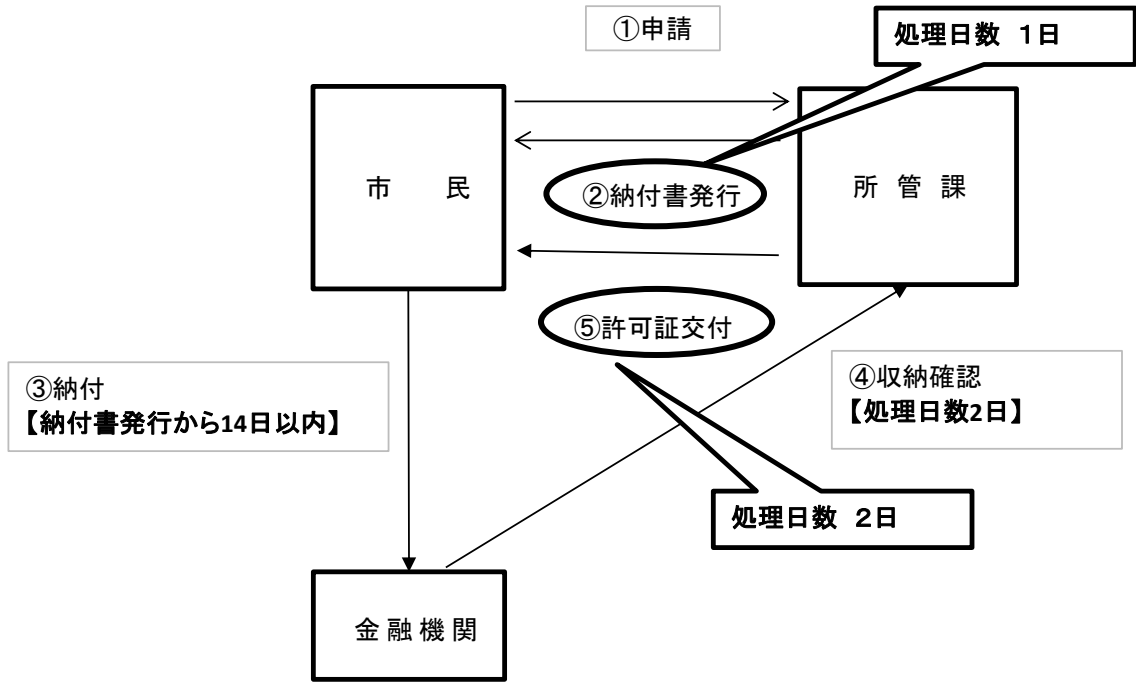 ①申請
処理日数 1日
市 民
所 管 課
②納付書発行
⑤許可証交付
③納付
【納付書発行から14日以内】
④収納確認
【処理日数2日】
処理日数 2日
金融機関